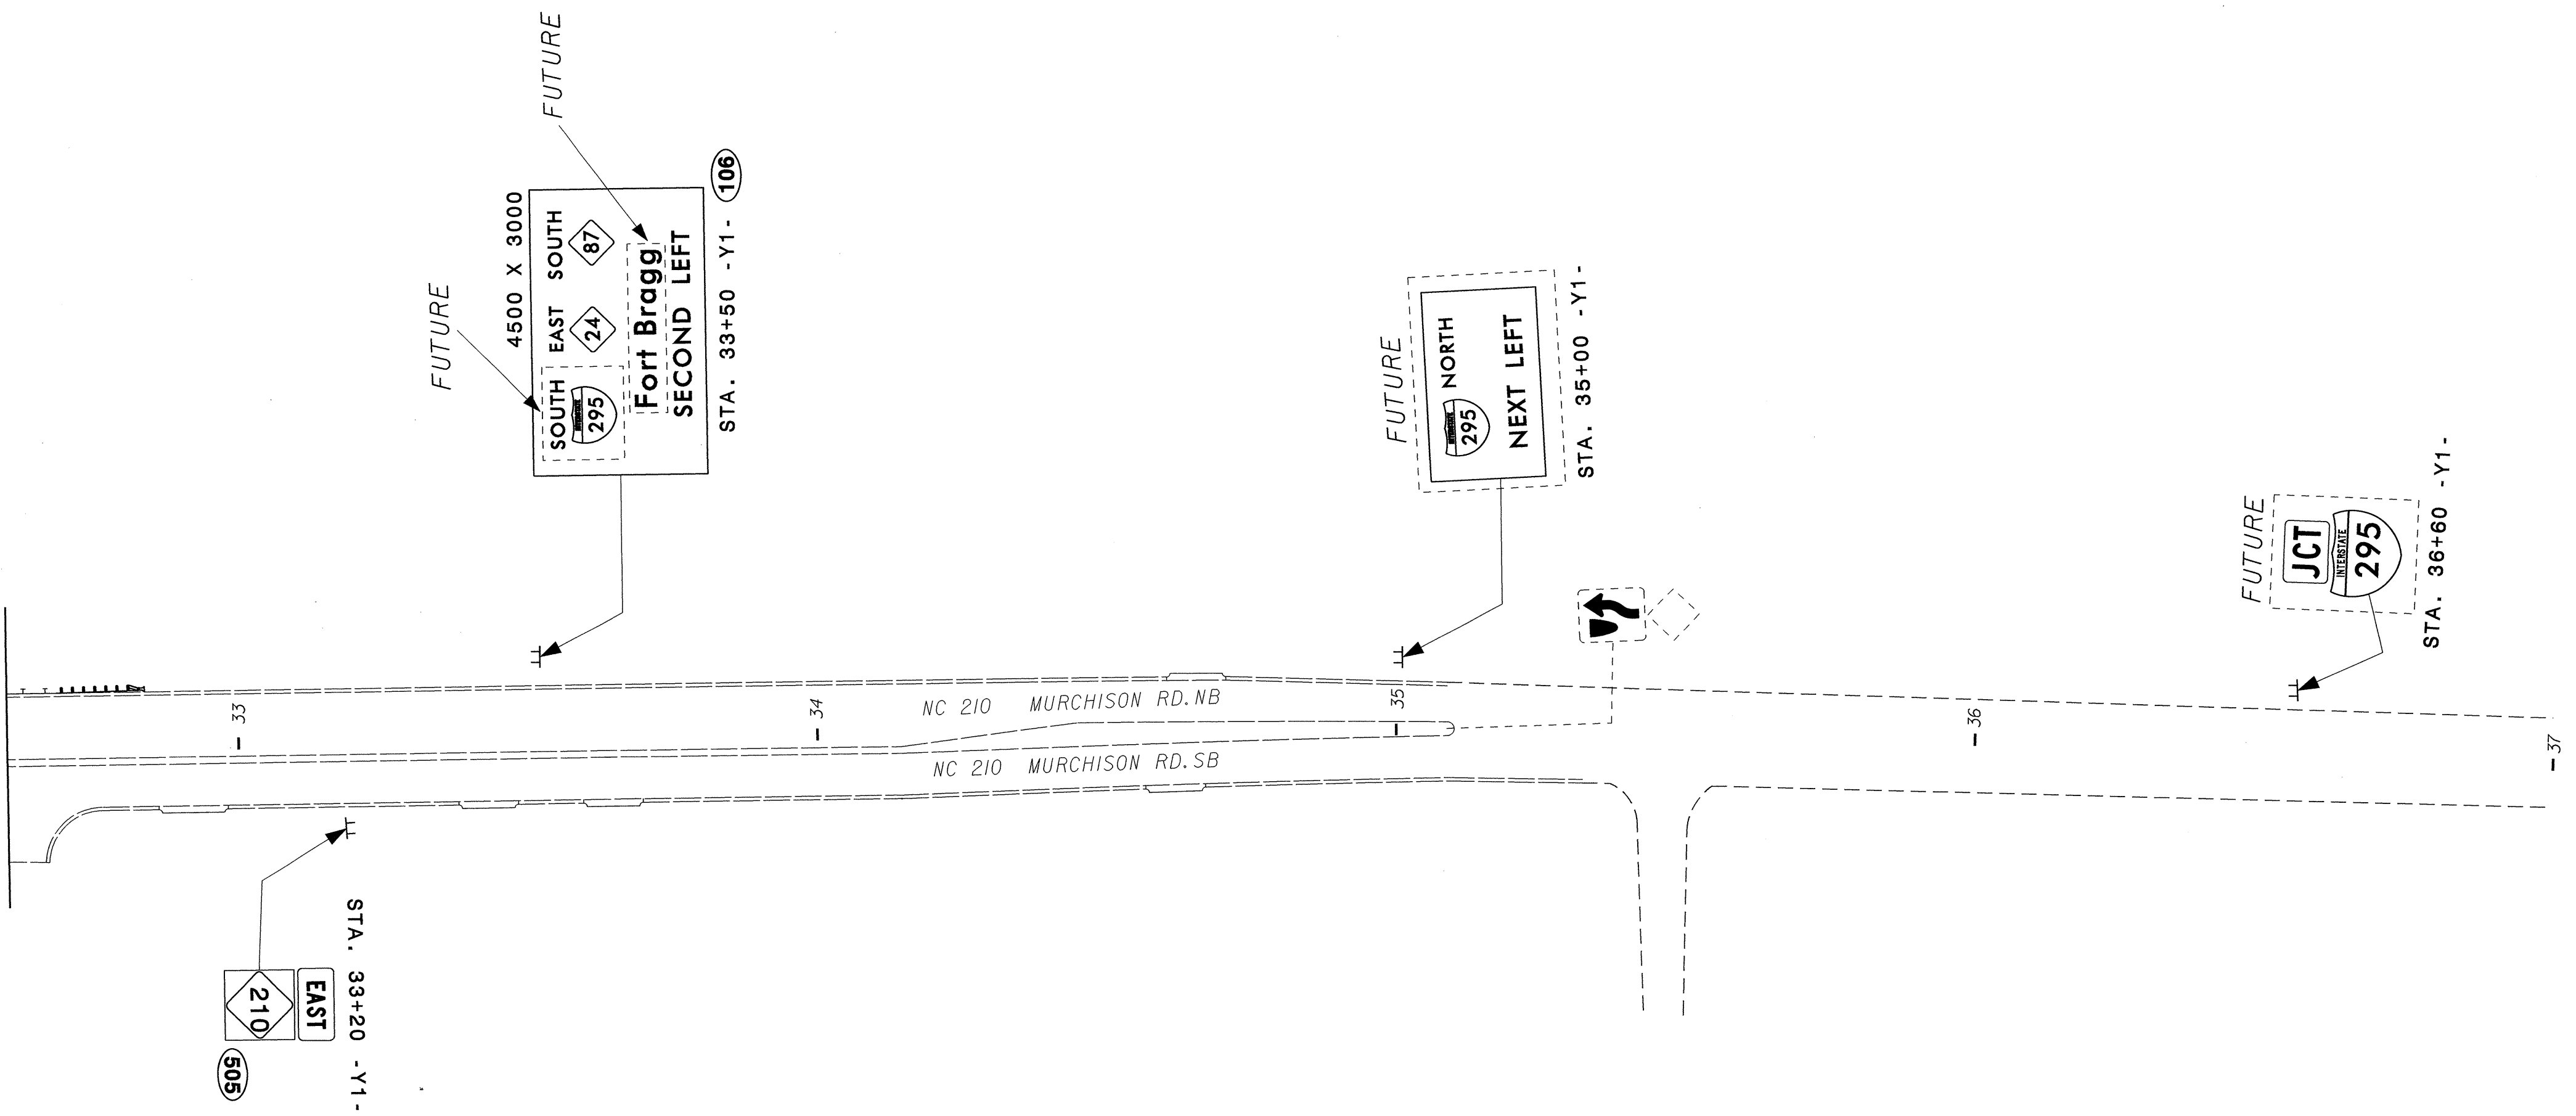 FUTURE
FUTURE
4500 X 3000
SOUTH EAST SOUTH
INTERSTATE
295 24 87
Fort Bragg
SECOND LEFT
STA. 33+50 -Y1- 106
FUTURE
INTERSTATE
295 NORTH
NEXT LEFT
STA. 35+00 -Y1-
FUTURE
JCT
INTERSTATE
295
STA. 36+60 -Y1-
33
34
35
36
37
NC 210 MURCHISON RD. NB
NC 210 MURCHISON RD. SB
STA. 33+20 -Y1-
EAST
210
505